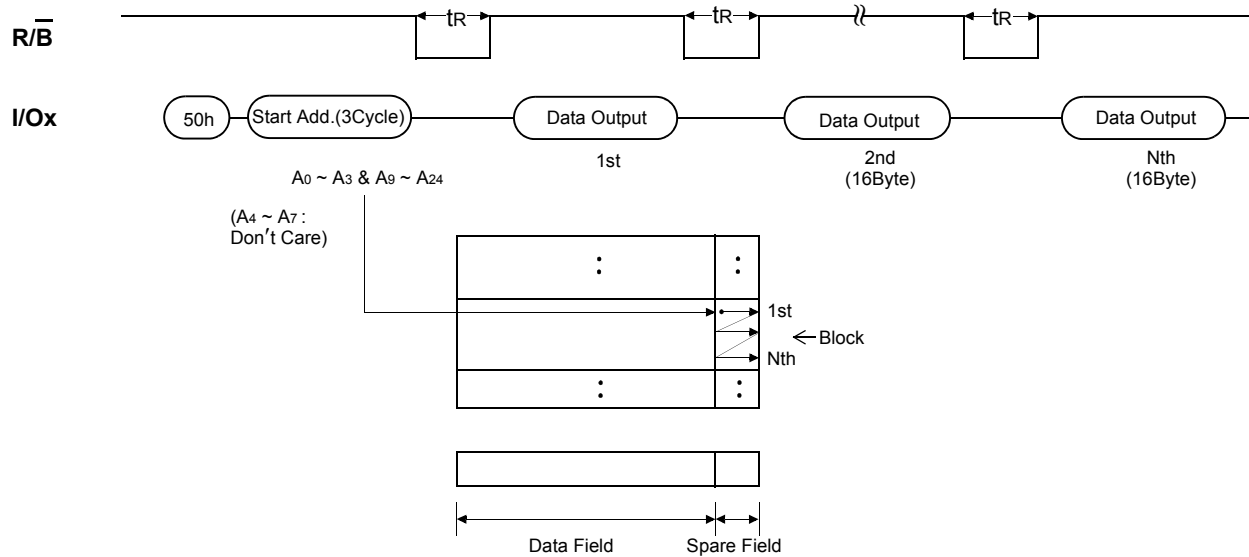 R/B
tR
tR
tR
I/Ox
50h
Start Add.(3Cycle)
Data Output
Data Output
Data Output
1st
2nd
(16Byte)
Nth
(16Byte)
A0 ~ A3 & A9 ~ A24
(A4 ~ A7 :
Don't Care)
1st
Block
Nth
Data Field
Spare Field